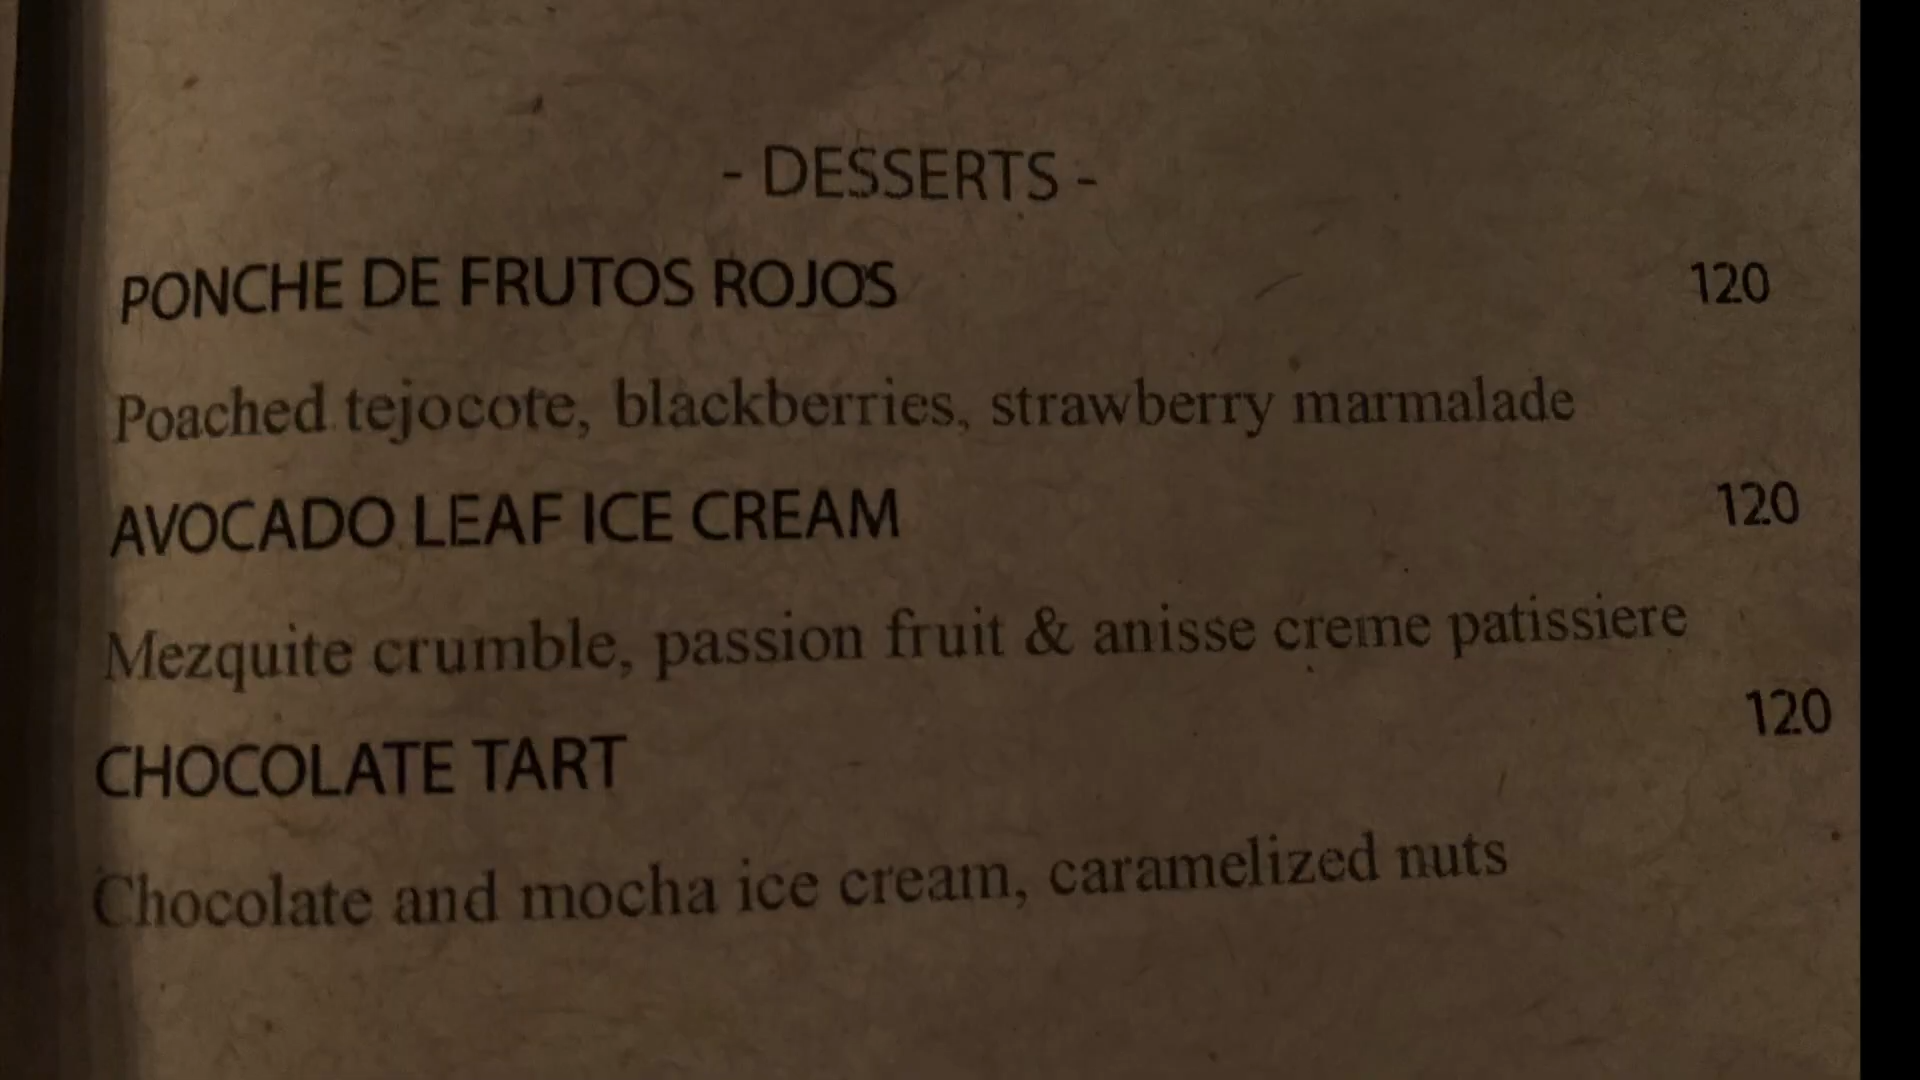 - DESSERTS -
PONCHE DE FRUTOS ROJOS 120
Poached tejocote, blackberries, strawberry marmalade
AVOCADO LEAF ICE CREAM 120
Mezquite crumble, passion fruit & anisse creme patissiere
CHOCOLATE TART 120
Chocolate and mocha ice cream, caramelized nuts